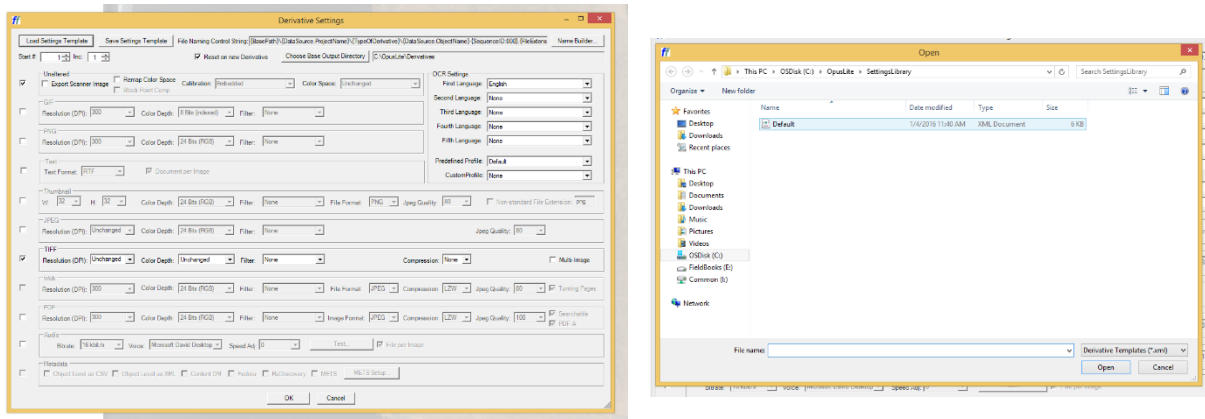 Derivative Settings
Load Settings Template Save Settings Template File Naming Control String: Name Builder...
Start #: 1 Inc: 1 Reset on new Derivative Choose Base Output Directory C:\OpusLite\Derivatives
Unaltered
Export Scanner Image Remap Color Space Calibration: Embedded Color Space: Unchanged
Black Point Comp
OCR Settings
First Language: English
Second Language: None
Third Language: None
Fourth Language: None
Fifth Language: None
Predefined Profile: Default
CustomProfile: None
GIF
Resolution (DPI): 300 Color Depth: 8 Bits (indexed) Filter: None
PNG
Resolution (DPI): 300 Color Depth: 24 Bits (RGB) Filter: None
Text
Text Format: RTF Document per Image
Thumbnail
W: 32 H: 32 Color Depth: 24 Bits (RGB) Filter: None File Format: PNG Jpeg Quality: 80 Non-standard File Extension:
JPEG
Resolution (DPI): Unchanged Color Depth: 24 Bits (RGB) Filter: None Jpeg Quality: 80
TIFF
Resolution (DPI): Unchanged Color Depth: Unchanged Filter: None Compression: None Multi-Image
Resolution (DPI): 300 Color Depth: 24 Bits (RGB) Filter: None File Format: JPEG Compression: LZW Jpeg Quality: 80 Turning Pages
PDF
Resolution (DPI): 300 Color Depth: 24 Bits (RGB) Filter: None Image Format: JPEG Compression: LZW Jpeg Quality: 100 Searchable
PDF-A
Audio
Bitrate: 16 kbit/s Voice: Microsoft David Desktop Speed Adj: 0 Test... File per Image
Metadata
Object Level as CSV Object Level as XML Content DM Fedora ReDiscovery METS METS Setup...
OK Cancel
Open
This PC OSDisk (C:) OpusLite SettingsLibrary Search SettingsLibrary
Organize New folder
Name Date modified Type Size
Default 1/4/2016 11:40 AM XML Document 6 KB
Favorites
Desktop
Downloads
Recent places
This PC
Desktop
Documents
Downloads
Music
Pictures
Videos
OSDisk (C:)
FieldBooks (E:)
Common (I:)
Network
File name: Derivative Templates (*.xml)
Open Cancel